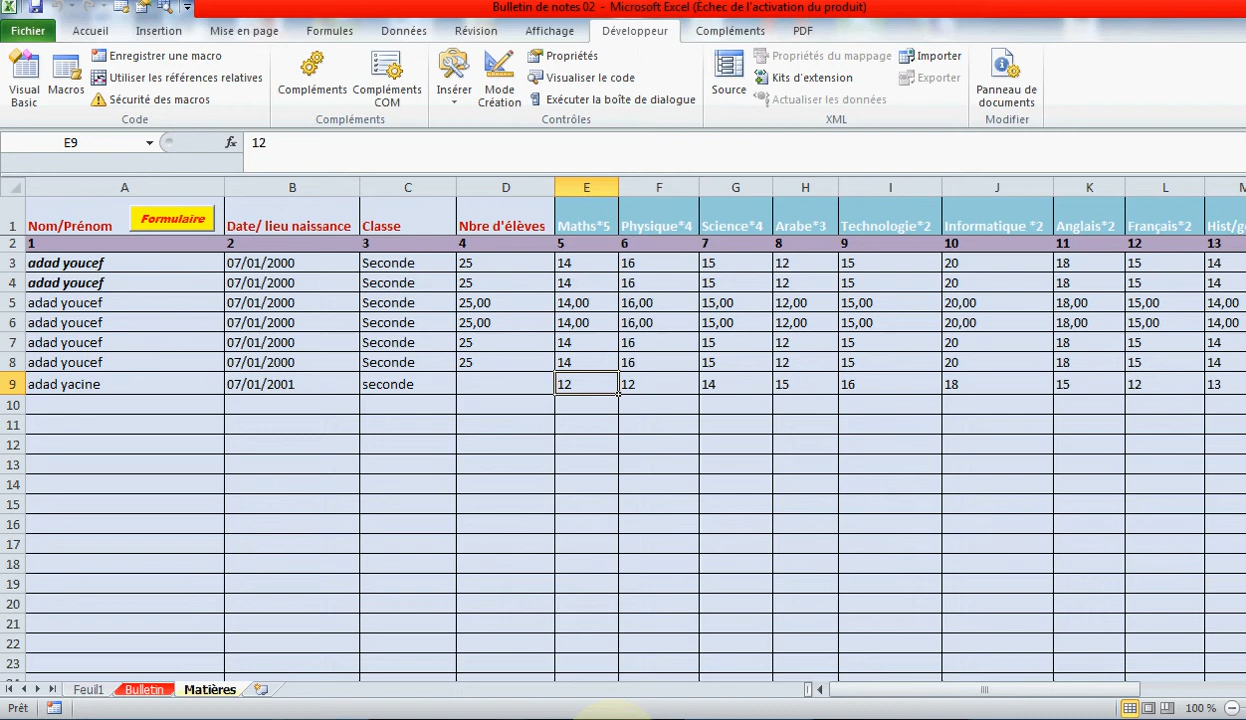 Bulletin de notes 02 - Microsoft Excel (Échec de l'activation du produit)
Fichier Accueil Insertion Mise en page Formules Données Révision Affichage Développeur Compléments PDF
Visual Basic
Macros
Enregistrer une macro
Utiliser les références relatives
Sécurité des macros
Code
Compléments
Compléments COM
Compléments
Insérer
Mode Création
Propriétés
Visualiser le code
Exécuter la boîte de dialogue
Contrôles
Source
Propriétés du mappage
Kits d'extension
Actualiser les données
Importer
Exporter
XML
Panneau de documents
Modifier
E9 fx 12
A B C D E F G H I J K L M
1 Nom/Prénom Formulaire Date/ lieu naissance Classe Nbre d'élèves Maths*5 Physique*4 Science*4 Arabe*3 Technologie*2 Informatique *2 Anglais*2 Français*2 Hist/g
2 1 2 3 4 5 6 7 8 9 10 11 12 13
3 adad youcef 07/01/2000 Seconde 25 14 16 15 12 15 20 18 15 14
4 adad youcef 07/01/2000 Seconde 25 14 16 15 12 15 20 18 15 14
5 adad youcef 07/01/2000 Seconde 25,00 14,00 16,00 15,00 12,00 15,00 20,00 18,00 15,00 14,00
6 adad youcef 07/01/2000 Seconde 25,00 14,00 16,00 15,00 12,00 15,00 20,00 18,00 15,00 14,00
7 adad youcef 07/01/2000 Seconde 25 14 16 15 12 15 20 18 15 14
8 adad youcef 07/01/2000 Seconde 25 14 16 15 12 15 20 18 15 14
9 adad yacine 07/01/2001 seconde 12 12 14 15 16 18 15 12 13
10
11
12
13
14
15
16
17
18
19
20
21
22
23
Feuil1 Bulletin Matières
Prêt 100 %